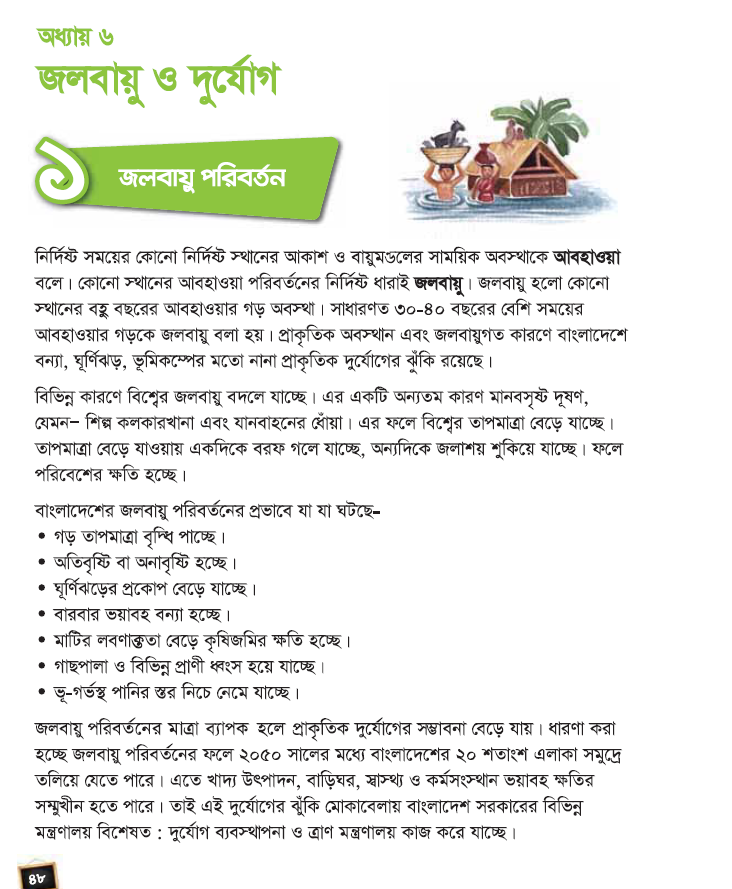 অধ্যায় ৬
জলবায়ু ও দুর্যোগ
১
জলবায়ু পরিবর্তন
নির্দিষ্ট সময়ের কোনো নির্দিষ্ট স্থানের আকাশ ও বায়ুমণ্ডলের সাময়িক অবস্থাকে আবহাওয়া
বলে। কোনো স্থানের আবহাওয়া পরিবর্তনের নির্দিষ্ট ধারাই জলবায়ু। জলবায়ু হলো কোনো
স্থানের বহু বছরের আবহাওয়ার গড় অবস্থা। সাধারণত ৩০-৪০ বছরের বেশি সময়ের
আবহাওয়ার গড়কে জলবায়ু বলা হয়। প্রাকৃতিক অবস্থান এবং জলবায়ুগত কারণে বাংলাদেশে
বন্যা, ঘূর্ণিঝড়, ভূমিকম্পের মতো নানা প্রাকৃতিক দুর্যোগের ঝুঁকি রয়েছে।
বিভিন্ন কারণে বিশ্বের জলবায়ু বদলে যাচ্ছে। এর একটি অন্যতম কারণ মানবসৃষ্ট দূষণ,
যেমন– শিল্প কলকারখানা এবং যানবাহনের ধোঁয়া। এর ফলে বিশ্বের তাপমাত্রা বেড়ে যাচ্ছে।
তাপমাত্রা বেড়ে যাওয়ায় একদিকে বরফ গলে যাচ্ছে, অন্যদিকে জলাশয় শুকিয়ে যাচ্ছে। ফলে
পরিবেশের ক্ষতি হচ্ছে।
বাংলাদেশের জলবায়ু পরিবর্তনের প্রভাবে যা যা ঘটছে-
• গড় তাপমাত্রা বৃদ্ধি পাচ্ছে।
• অতিবৃষ্টি বা অনাবৃষ্টি হচ্ছে।
• ঘূর্ণিঝড়ের প্রকোপ বেড়ে যাচ্ছে।
• বারবার ভয়াবহ বন্যা হচ্ছে।
• মাটির লবণাক্ততা বেড়ে কৃষিজমির ক্ষতি হচ্ছে।
• গাছপালা ও বিভিন্ন প্রাণী ধ্বংস হয়ে যাচ্ছে।
• ভূ-গর্ভস্থ পানির স্তর নিচে নেমে যাচ্ছে।
জলবায়ু পরিবর্তনের মাত্রা ব্যাপক হলে প্রাকৃতিক দুর্যোগের সম্ভাবনা বেড়ে যায়। ধারণা করা
হচ্ছে জলবায়ু পরিবর্তনের ফলে ২০৫০ সালের মধ্যে বাংলাদেশের ২০ শতাংশ এলাকা সমুদ্রে
তলিয়ে যেতে পারে। এতে খাদ্য উৎপাদন, বাড়িঘর, স্বাস্থ্য ও কর্মসংস্থান ভয়াবহ ক্ষতির
সম্মুখীন হতে পারে। তাই এই দুর্যোগের ঝুঁকি মোকাবেলায় বাংলাদেশ সরকারের বিভিন্ন
মন্ত্রণালয় বিশেষত : দুর্যোগ ব্যবস্থাপনা ও ত্রাণ মন্ত্রণালয় কাজ করে যাচ্ছে।
৪৮